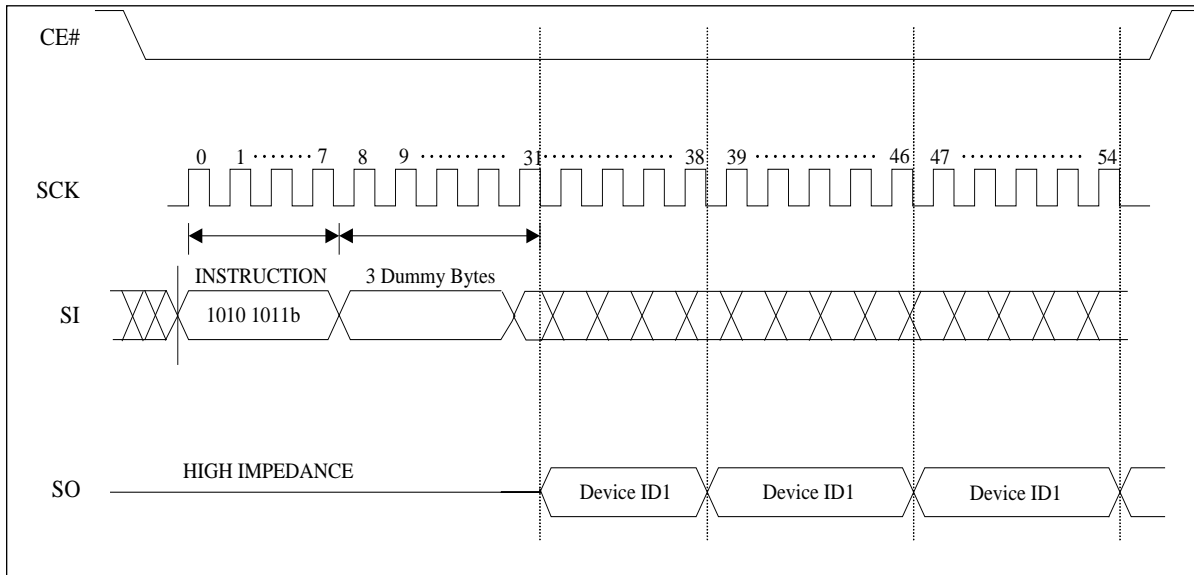 CE#
0 1 ········ 7 8 9 ·········· 31 ·············· 38 39 ·············· 46 47 ·············· 54
SCK
INSTRUCTION 3 Dummy Bytes
SI 1010 1011b
HIGH IMPEDANCE
SO Device ID1 Device ID1 Device ID1